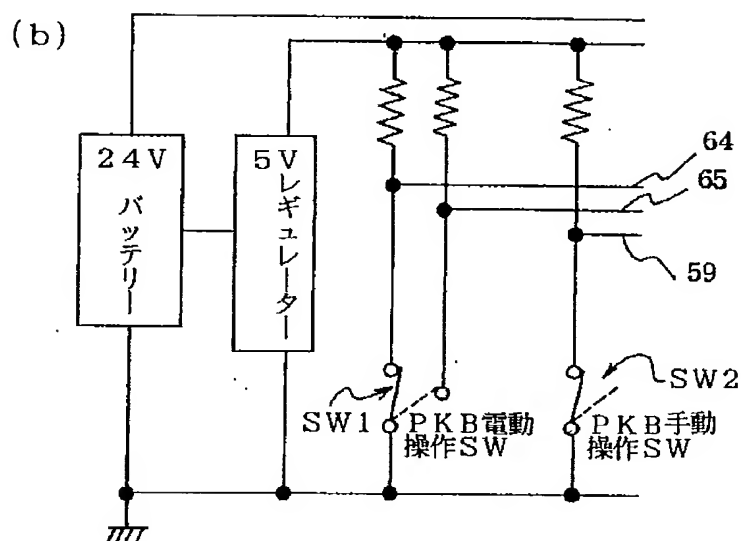 (b)
24V
バッテリー
5V
レギュレーター
64
65
59
SW1
PKB電動
操作SW
SW2
PKB手動
操作SW